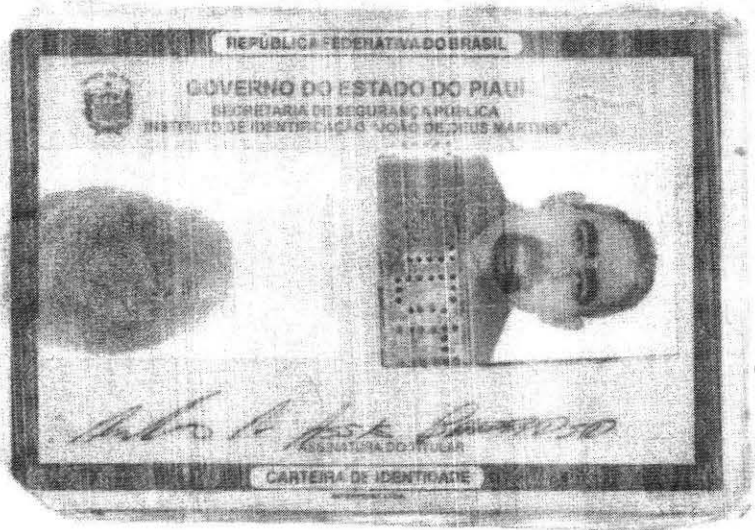 REPÚBLICA FEDERATIVA DO BRASIL
GOVERNO DO ESTADO DO PIAUÍ
SECRETARIA DE SEGURANÇA PÚBLICA
INSTITUTO DE IDENTIFICAÇÃO "JOÃO DE DEUS MARTINS"
ASSINATURA DO TITULAR
CARTEIRA DE IDENTIDADE